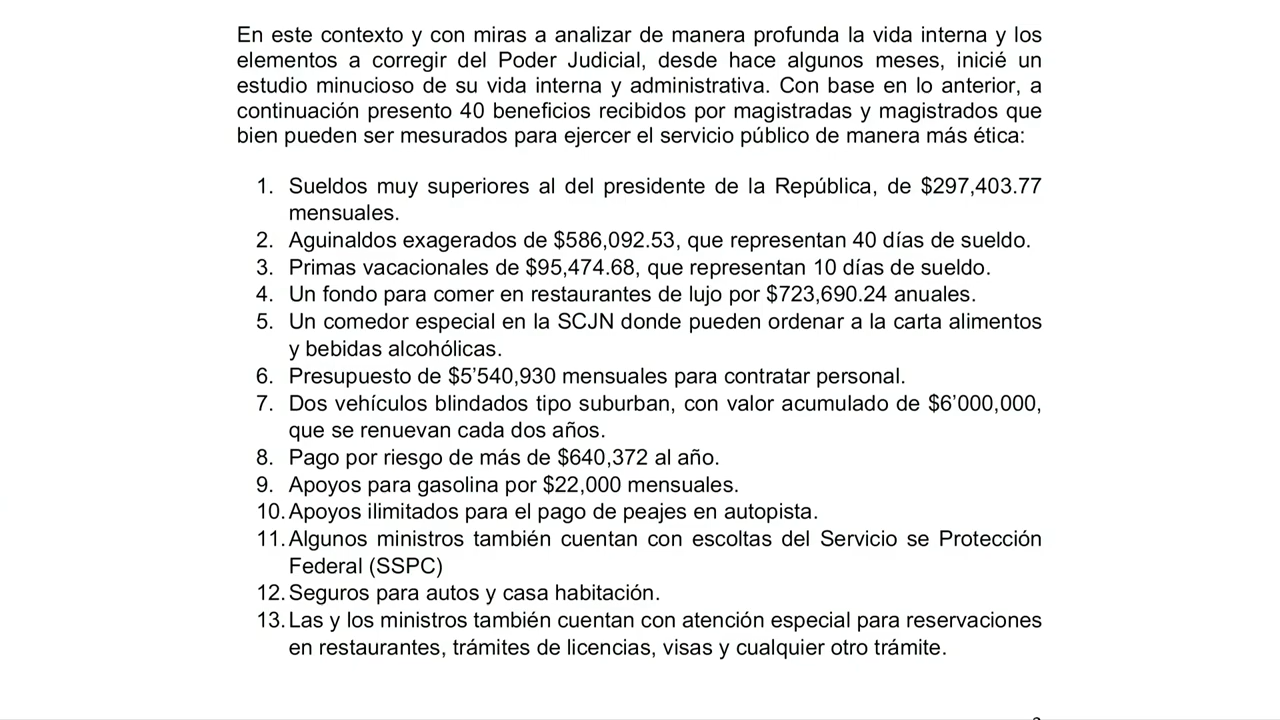 En este contexto y con miras a analizar de manera profunda la vida interna y los
elementos a corregir del Poder Judicial, desde hace algunos meses, inicié un
estudio minucioso de su vida interna y administrativa. Con base en lo anterior, a
continuación presento 40 beneficios recibidos por magistradas y magistrados que
bien pueden ser mesurados para ejercer el servicio público de manera más ética:
1. Sueldos muy superiores al del presidente de la República, de $297,403.77
mensuales.
2. Aguinaldos exagerados de $586,092.53, que representan 40 días de sueldo.
3. Primas vacacionales de $95,474.68, que representan 10 días de sueldo.
4. Un fondo para comer en restaurantes de lujo por $723,690.24 anuales.
5. Un comedor especial en la SCJN donde pueden ordenar a la carta alimentos
y bebidas alcohólicas.
6. Presupuesto de $5’540,930 mensuales para contratar personal.
7. Dos vehículos blindados tipo suburban, con valor acumulado de $6’000,000,
que se renuevan cada dos años.
8. Pago por riesgo de más de $640,372 al año.
9. Apoyos para gasolina por $22,000 mensuales.
10. Apoyos ilimitados para el pago de peajes en autopista.
11. Algunos ministros también cuentan con escoltas del Servicio se Protección
Federal (SSPC)
12. Seguros para autos y casa habitación.
13. Las y los ministros también cuentan con atención especial para reservaciones
en restaurantes, trámites de licencias, visas y cualquier otro trámite.